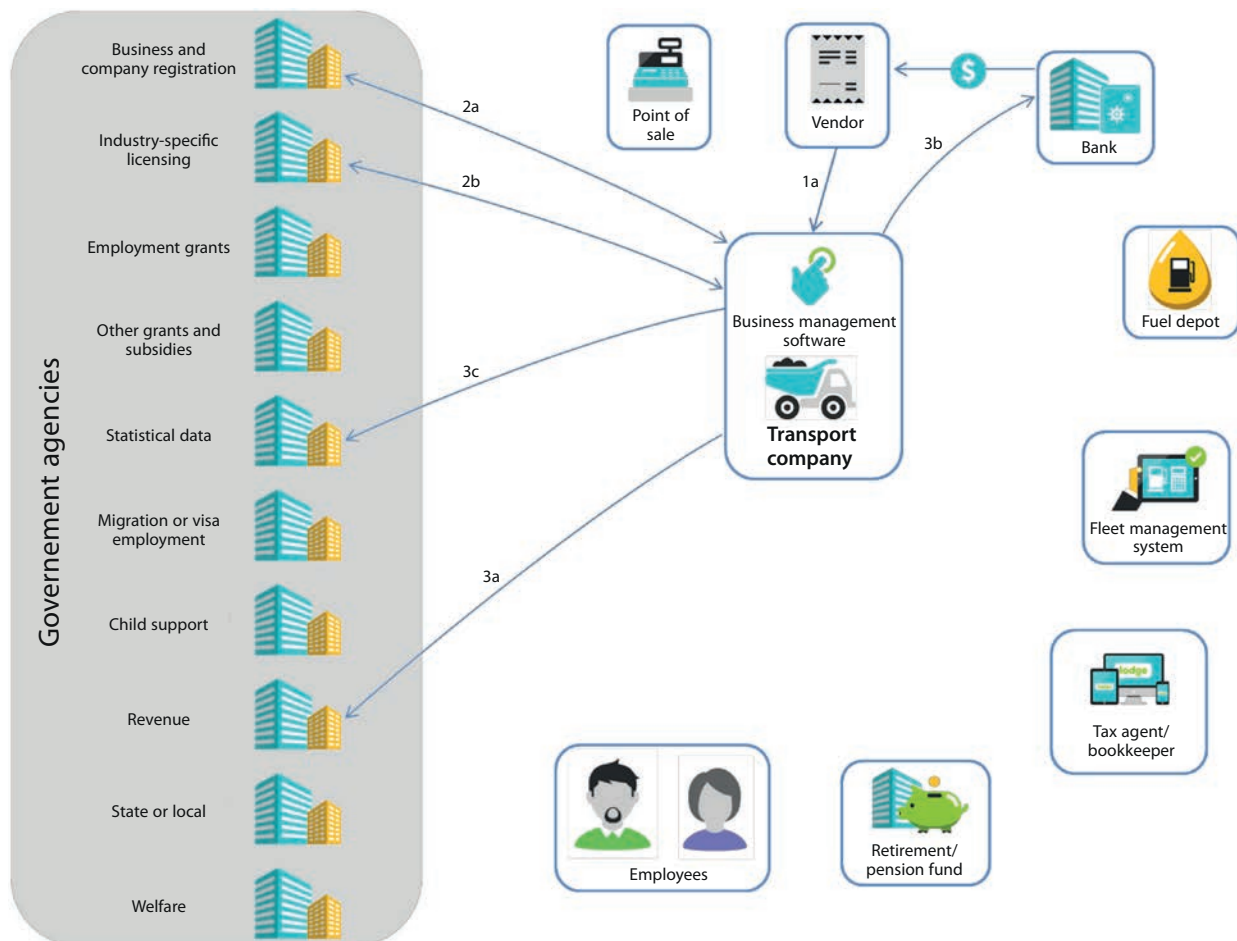 Governement agencies
Business and
company registration
Industry-specific
licensing
Employment grants
Other grants and
subsidies
Statistical data
Migration or visa
employment
Child support
Revenue
State or local
Welfare
2a
2b
3c
3a
Point of
sale
Vendor
$
Bank
1a
3b
Business management
software
Transport
company
Fuel depot
Fleet management
system
lodge
Tax agent/
bookkeeper
Employees
Retirement/
pension fund